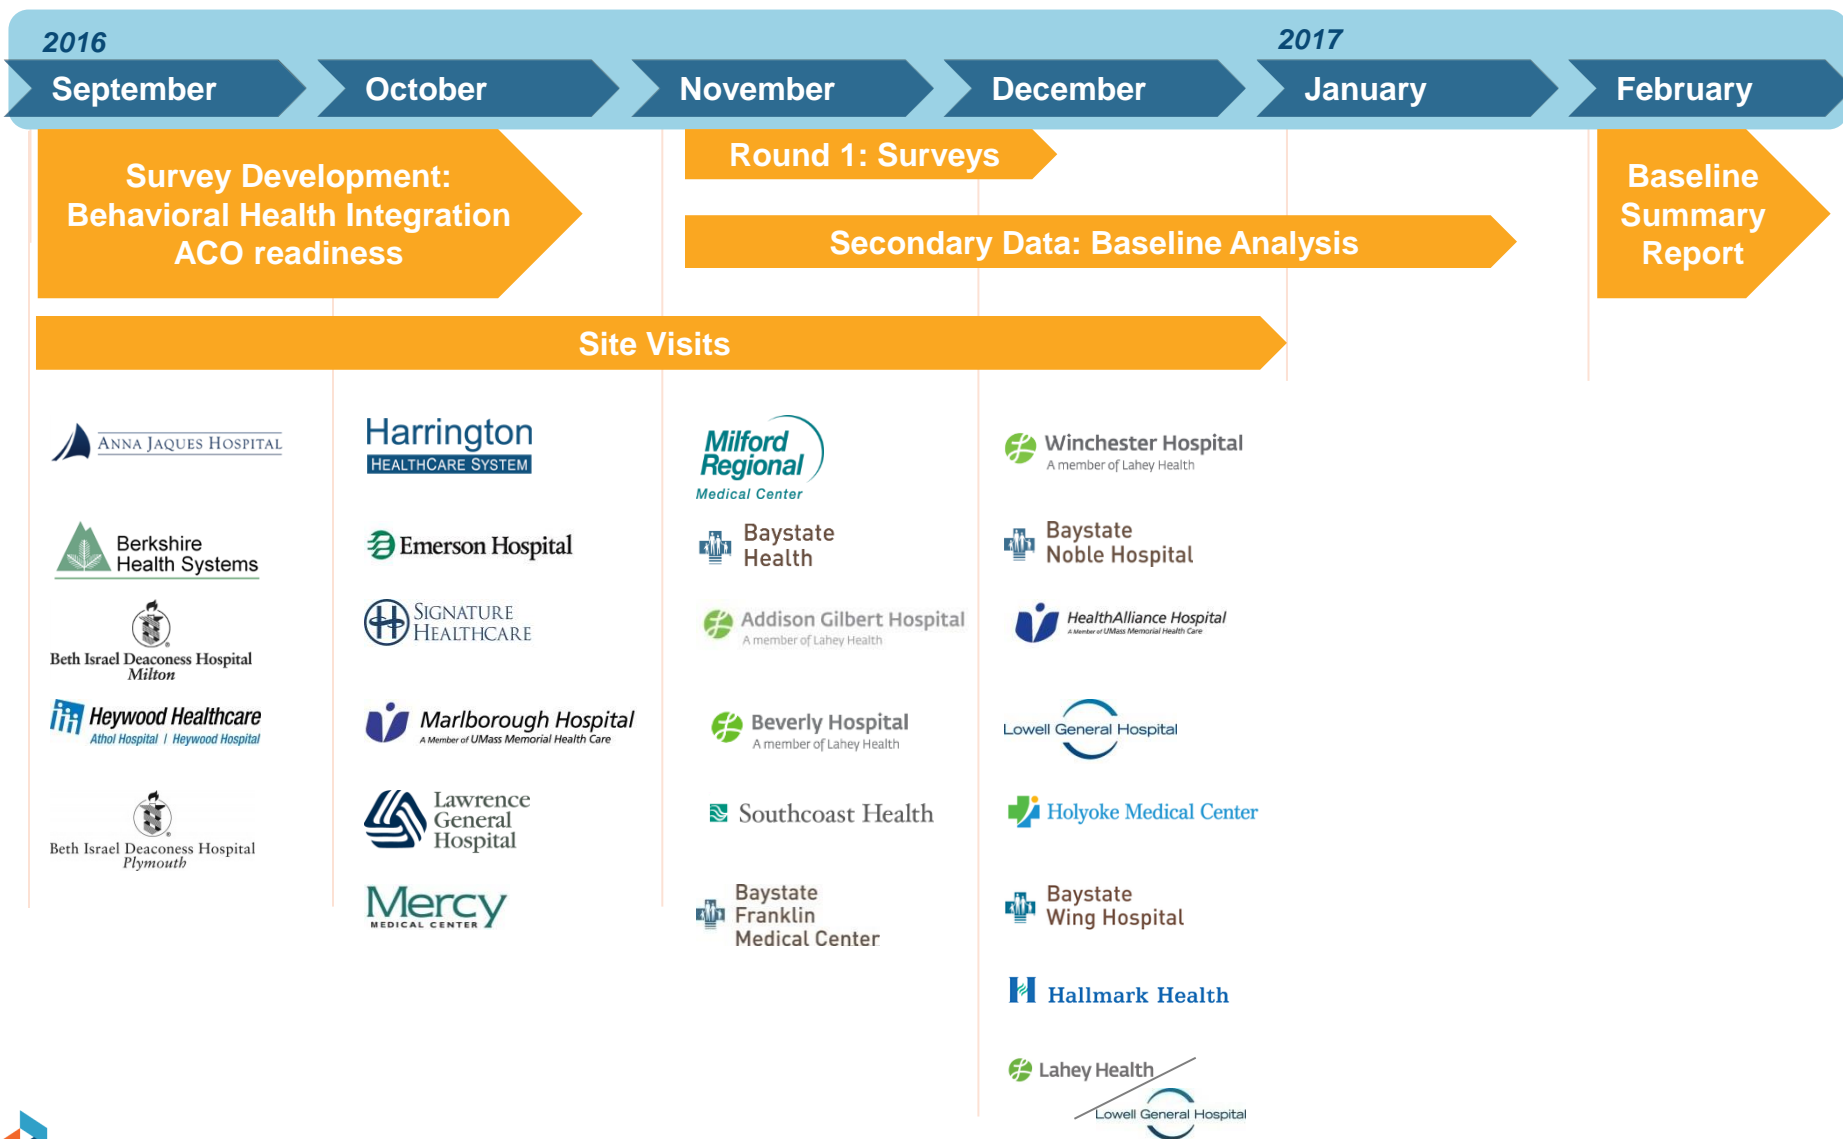 2016
2017
September
October
November
December
January
February
Survey Development:
Behavioral Health Integration
ACO readiness
Round 1: Surveys
Secondary Data: Baseline Analysis
Baseline
Summary
Report
Site Visits
ANNA JAQUES HOSPITAL
Berkshire
Health Systems
Beth Israel Deaconess Hospital
Milton
Heywood Healthcare
Athol Hospital | Heywood Hospital
Beth Israel Deaconess Hospital
Plymouth
Harrington
HEALTHCARE SYSTEM
Emerson Hospital
SIGNATURE
HEALTHCARE
Marlborough Hospital
A Member of UMass Memorial Health Care
Lawrence
General
Hospital
Mercy
MEDICAL CENTER
Milford
Regional
Medical Center
Baystate
Health
Addison Gilbert Hospital
A member of Lahey Health
Beverly Hospital
A member of Lahey Health
Southcoast Health
Baystate
Franklin
Medical Center
Winchester Hospital
A member of Lahey Health
Baystate
Noble Hospital
HealthAlliance Hospital
A Member of UMass Memorial Health Care
Lowell General Hospital
Holyoke Medical Center
Baystate
Wing Hospital
Hallmark Health
Lahey Health
Lowell General Hospital